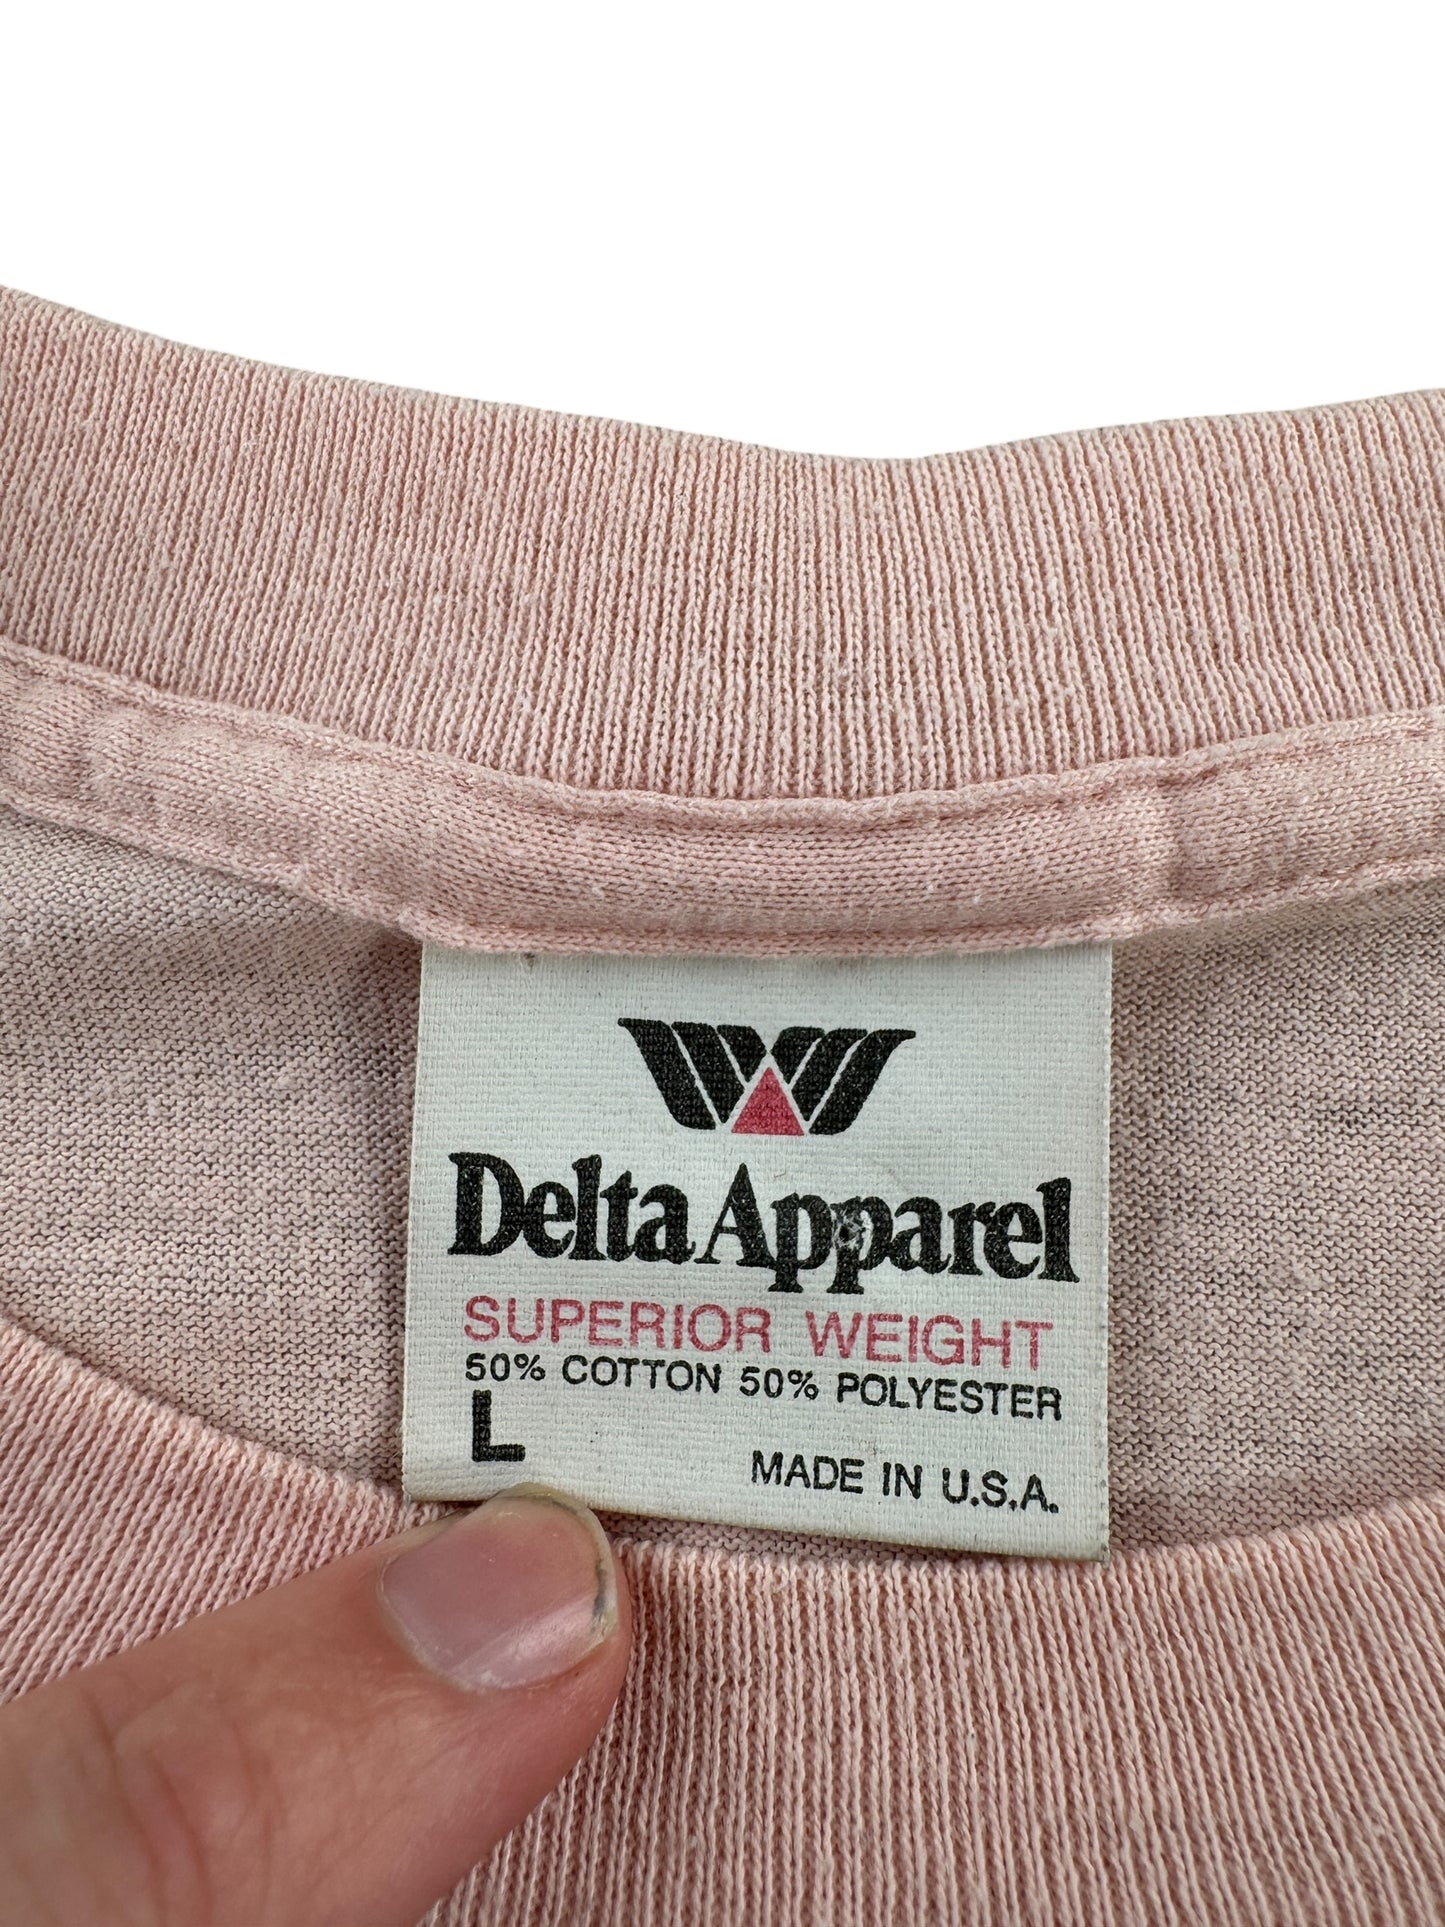 Delta Apparel
SUPERIOR WEIGHT
50% COTTON 50% POLYESTER
L
MADE IN U.S.A.